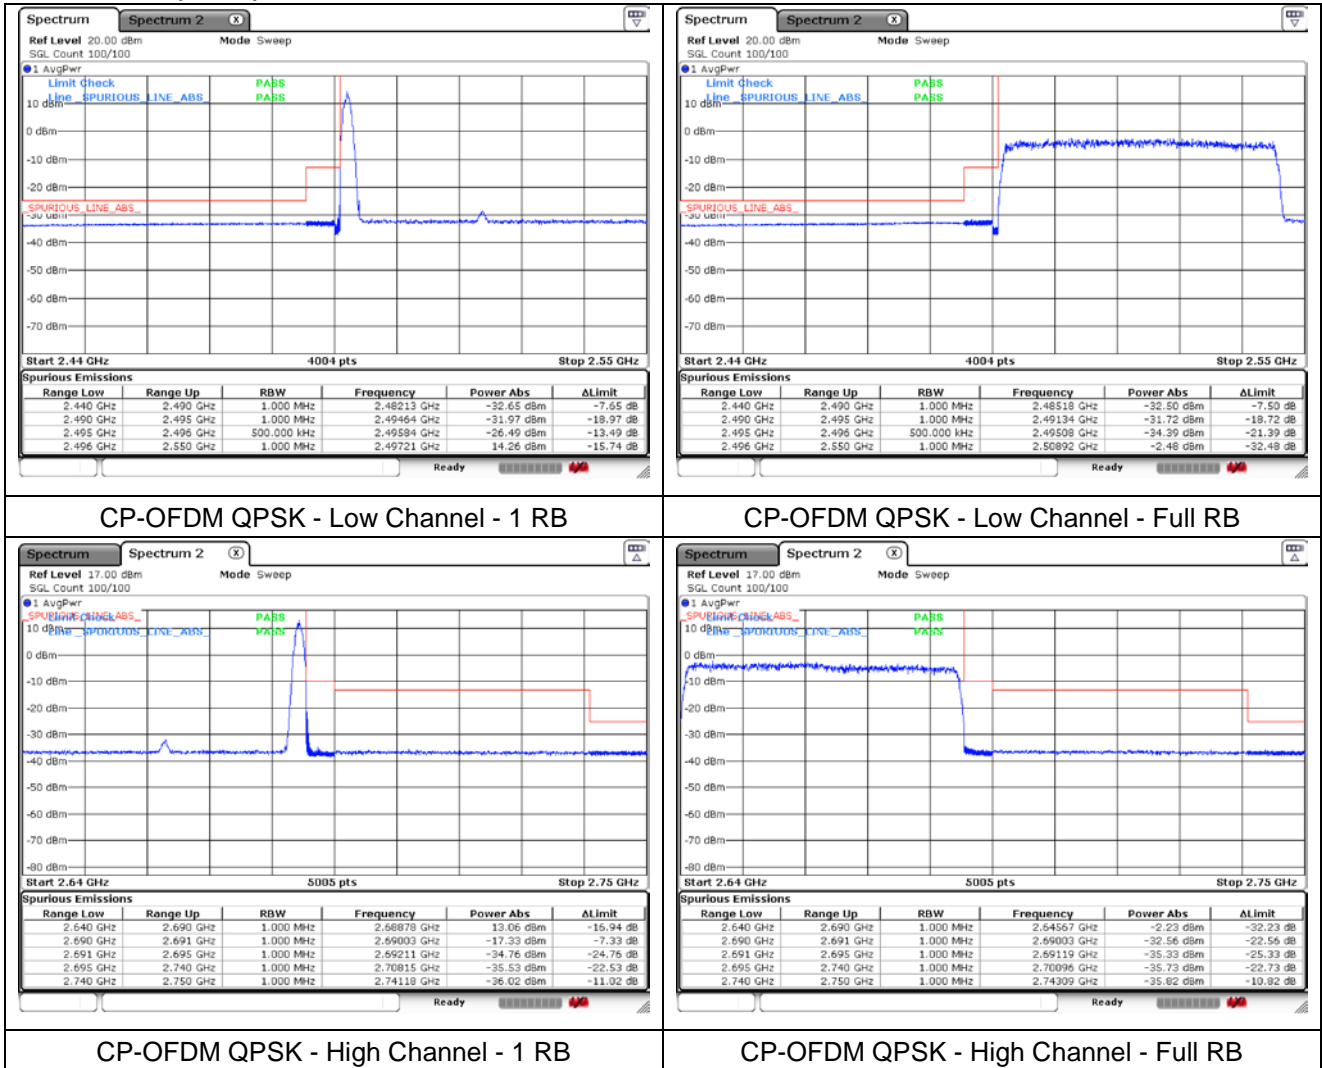 Spectrum Spectrum 2 X
Ref Level 20.00 dBm Mode Sweep
SGL Count 100/100
1 AvgPwr
Limit Check PASS
Line _SPURIOUS_LINE_ABS_ PASS
10 dBm
0 dBm
-10 dBm
-20 dBm
_SPURIOUS_LINE_ABS_
-30 dBm
-40 dBm
-50 dBm
-60 dBm
-70 dBm
Start 2.44 GHz 4004 pts Stop 2.55 GHz
Spurious Emissions
Range Low Range Up RBW Frequency Power Abs ΔLimit
2.440 GHz 2.490 GHz 1.000 MHz 2.48213 GHz -32.65 dBm -7.65 dB
2.490 GHz 2.495 GHz 1.000 MHz 2.49464 GHz -31.97 dBm -18.97 dB
2.495 GHz 2.496 GHz 500.000 kHz 2.49584 GHz -26.49 dBm -13.49 dB
2.496 GHz 2.550 GHz 1.000 MHz 2.49721 GHz 14.26 dBm -15.74 dB
Ready
CP-OFDM QPSK - Low Channel - 1 RB
Spectrum Spectrum 2 X
Ref Level 20.00 dBm Mode Sweep
SGL Count 100/100
1 AvgPwr
Limit Check PASS
Line _SPURIOUS_LINE_ABS_ PASS
10 dBm
0 dBm
-10 dBm
-20 dBm
_SPURIOUS_LINE_ABS_
-30 dBm
-40 dBm
-50 dBm
-60 dBm
-70 dBm
Start 2.44 GHz 4004 pts Stop 2.55 GHz
Spurious Emissions
Range Low Range Up RBW Frequency Power Abs ΔLimit
2.440 GHz 2.490 GHz 1.000 MHz 2.48518 GHz -32.50 dBm -7.50 dB
2.490 GHz 2.495 GHz 1.000 MHz 2.49134 GHz -31.72 dBm -18.72 dB
2.495 GHz 2.496 GHz 500.000 kHz 2.49508 GHz -34.39 dBm -21.39 dB
2.496 GHz 2.550 GHz 1.000 MHz 2.50892 GHz -2.48 dBm -32.48 dB
Ready
CP-OFDM QPSK - Low Channel - Full RB
Spectrum Spectrum 2 X
Ref Level 17.00 dBm Mode Sweep
SGL Count 100/100
1 AvgPwr
_SPURIOUS_LINE_ABS_
Limit Check PASS
10 dBm
Line _SPURIOUS_LINE_ABS_ PASS
0 dBm
-10 dBm
-20 dBm
-30 dBm
-40 dBm
-50 dBm
-60 dBm
-70 dBm
-80 dBm
Start 2.64 GHz 5005 pts Stop 2.75 GHz
Spurious Emissions
Range Low Range Up RBW Frequency Power Abs ΔLimit
2.640 GHz 2.690 GHz 1.000 MHz 2.68878 GHz 13.06 dBm -16.94 dB
2.690 GHz 2.691 GHz 1.000 MHz 2.69003 GHz -17.33 dBm -7.33 dB
2.691 GHz 2.695 GHz 1.000 MHz 2.69211 GHz -34.76 dBm -24.76 dB
2.695 GHz 2.740 GHz 1.000 MHz 2.70815 GHz -35.53 dBm -22.53 dB
2.740 GHz 2.750 GHz 1.000 MHz 2.74118 GHz -36.02 dBm -11.02 dB
Ready
CP-OFDM QPSK - High Channel - 1 RB
Spectrum Spectrum 2 X
Ref Level 17.00 dBm Mode Sweep
SGL Count 100/100
1 AvgPwr
_SPURIOUS_LINE_ABS_
Limit Check PASS
10 dBm
Line _SPURIOUS_LINE_ABS_ PASS
0 dBm
-10 dBm
-20 dBm
-30 dBm
-40 dBm
-50 dBm
-60 dBm
-70 dBm
-80 dBm
Start 2.64 GHz 5005 pts Stop 2.75 GHz
Spurious Emissions
Range Low Range Up RBW Frequency Power Abs ΔLimit
2.640 GHz 2.690 GHz 1.000 MHz 2.64567 GHz -2.23 dBm -32.23 dB
2.690 GHz 2.691 GHz 1.000 MHz 2.69003 GHz -32.56 dBm -22.56 dB
2.691 GHz 2.695 GHz 1.000 MHz 2.69119 GHz -35.33 dBm -25.33 dB
2.695 GHz 2.740 GHz 1.000 MHz 2.70096 GHz -35.73 dBm -22.73 dB
2.740 GHz 2.750 GHz 1.000 MHz 2.74309 GHz -35.82 dBm -10.82 dB
Ready
CP-OFDM QPSK - High Channel - Full RB